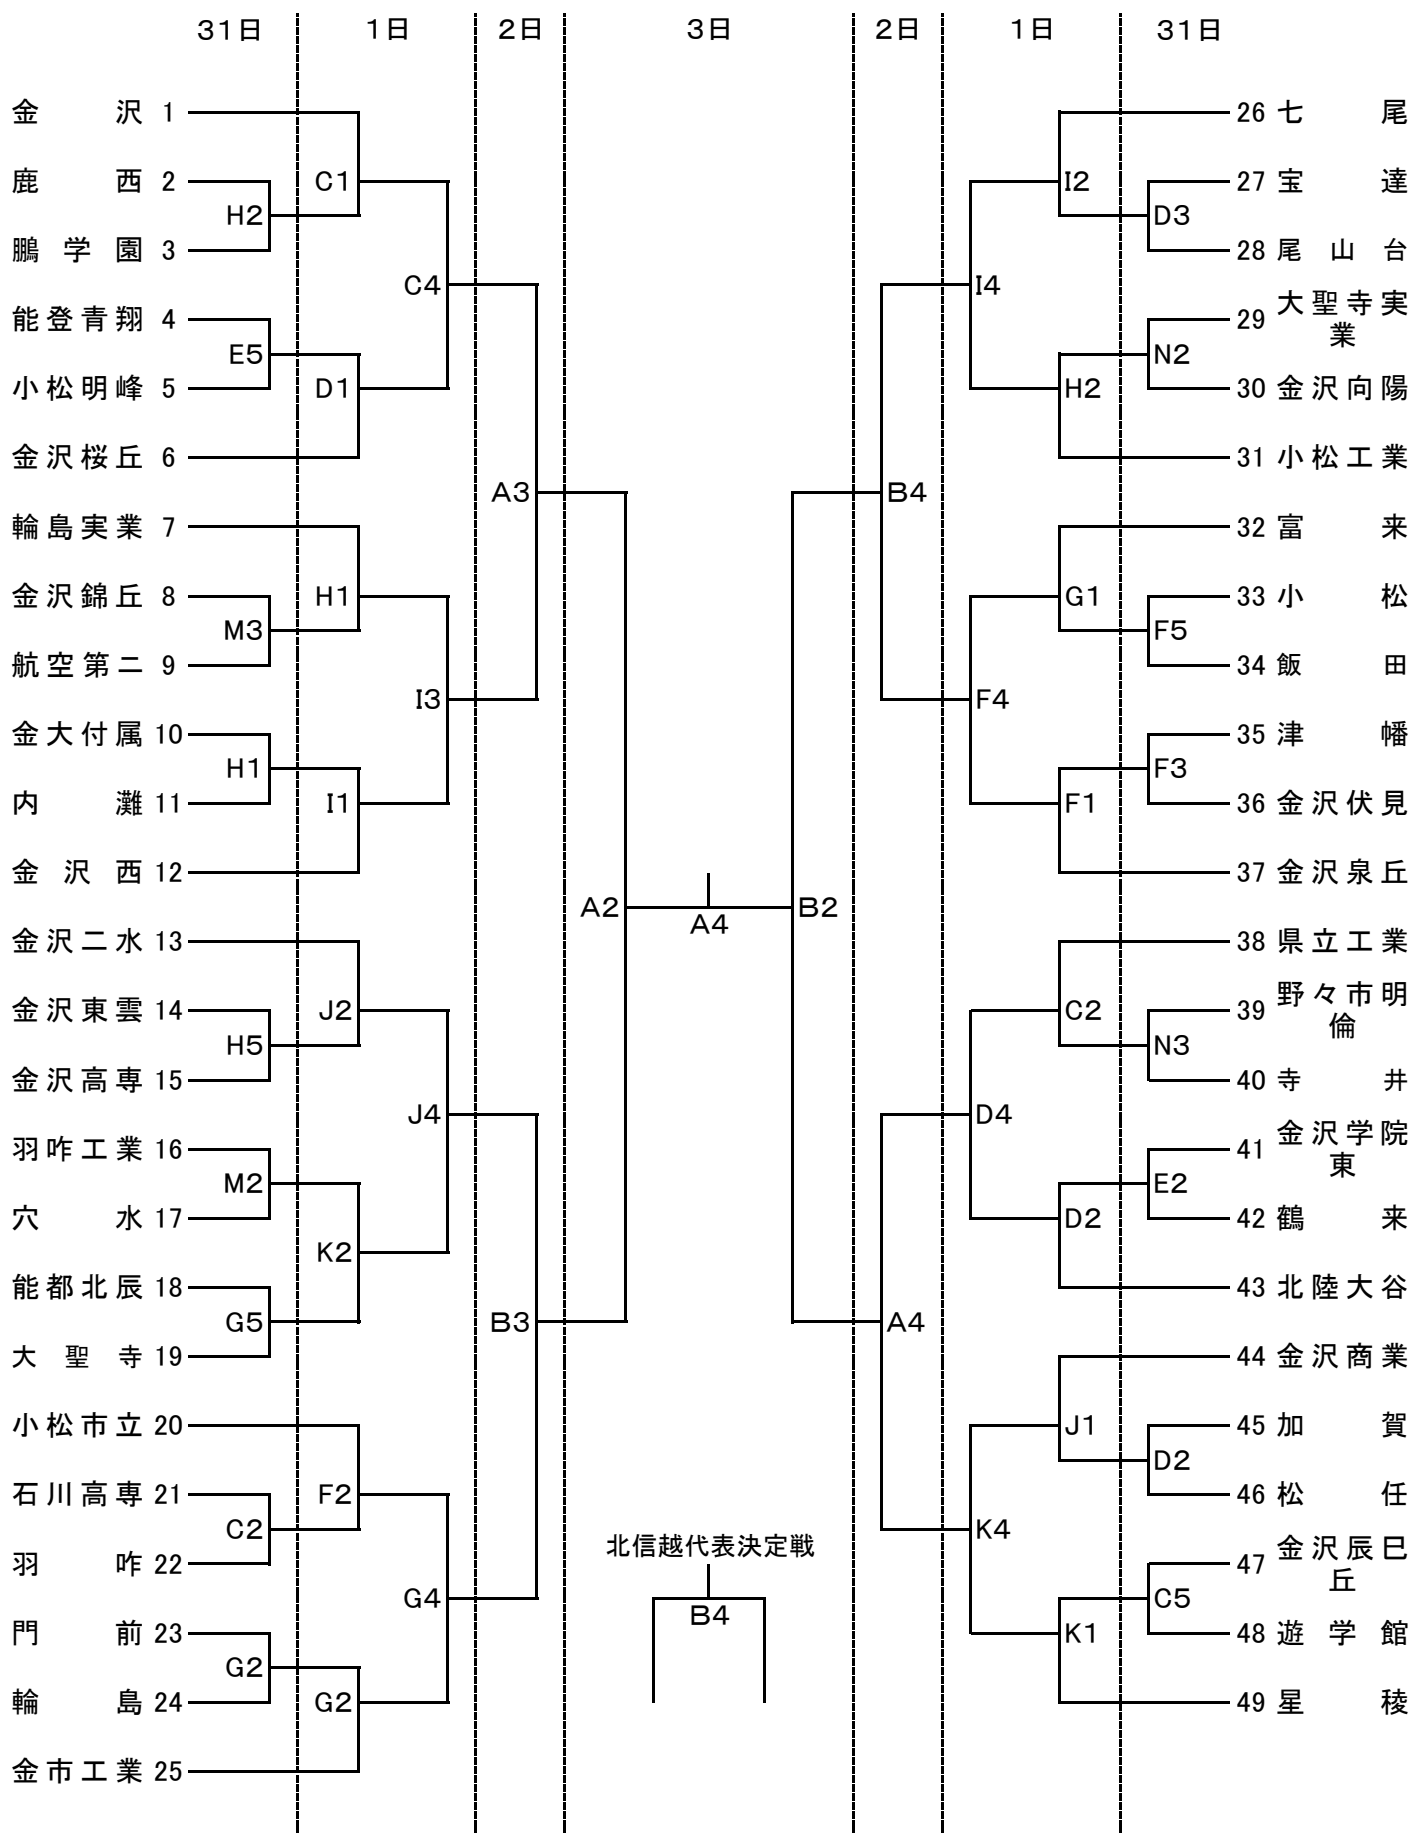 31日 1日 2日 3日 2日 1日 31日
金沢 1
鹿西 2
鵬学園 3
能登青翔 4
小松明峰 5
金沢桜丘 6
輪島実業 7
金沢錦丘 8
航空第二 9
金大付属 10
内灘 11
金沢西 12
金沢二水 13
金沢東雲 14
金沢高専 15
羽咋工業 16
穴水 17
能都北辰 18
大聖寺 19
小松市立 20
石川高専 21
羽咋 22
門前 23
輪島 24
金市工業 25
H2
E5
M3
H1
H5
M2
G5
C2
G2
C1
D1
H1
I1
J2
K2
F2
G2
C4
I3
J4
G4
A3
B3
A2
A4
B2
北信越代表決定戦
B4
B4
A4
I4
F4
D4
K4
I2
H2
G1
F1
C2
D2
J1
K1
D3
N2
F5
F3
N3
E2
D2
C5
26 七尾
27 宝達
28 尾山台
29 大聖寺実
業
30 金沢向陽
31 小松工業
32 富来
33 小松
34 飯田
35 津幡
36 金沢伏見
37 金沢泉丘
38 県立工業
39 野々市明
倫
40 寺井
41 金沢学院
東
42 鶴来
43 北陸大谷
44 金沢商業
45 加賀
46 松任
47 金沢辰巳
丘
48 遊学館
49 星稜